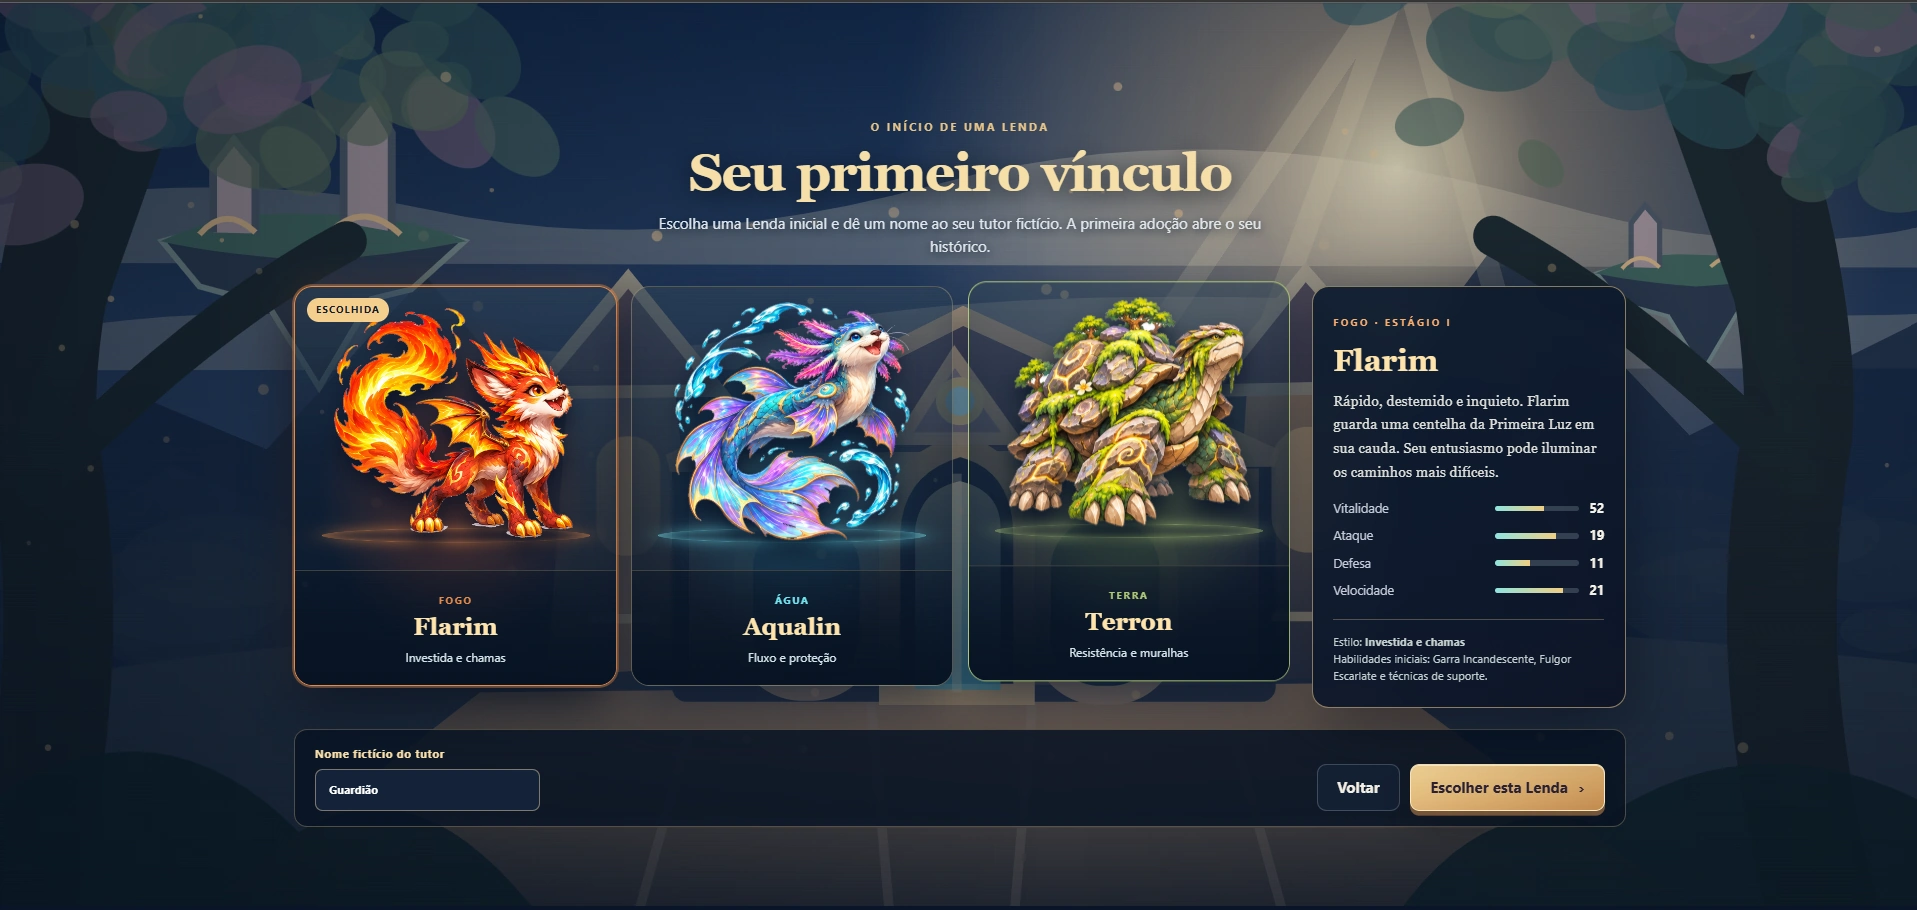 O INÍCIO DE UMA LENDA
Seu primeiro vínculo
Escolha uma Lenda inicial e dê um nome ao seu tutor fictício. A primeira adoção abre o seu
histórico.
ESCOLHIDA
FOGO
Flarim
Investida e chamas
ÁGUA
Aqualin
Fluxo e proteção
TERRA
Terron
Resistência e muralhas
FOGO · ESTÁGIO I
Flarim
Rápido, destemido e inquieto. Flarim
guarda uma centelha da Primeira Luz em
sua cauda. Seu entusiasmo pode iluminar
os caminhos mais difíceis.
Vitalidade 52
Ataque 19
Defesa 11
Velocidade 21
Estilo: Investida e chamas
Habilidades iniciais: Garra Incandescente, Fulgor
Escarlate e técnicas de suporte.
Nome fictício do tutor
Guardião
Voltar
Escolher esta Lenda ›